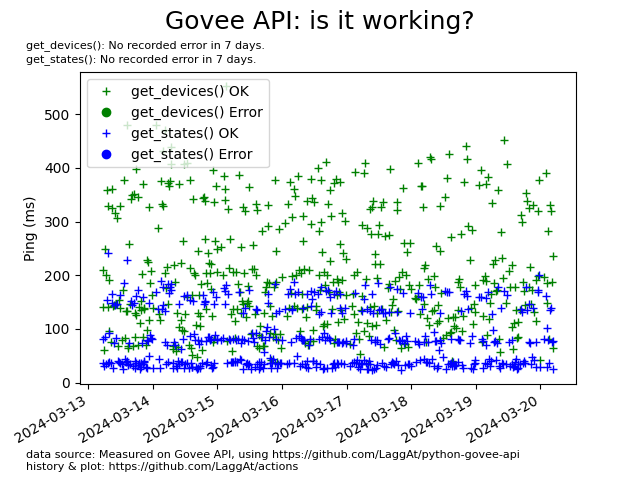 Govee API: is it working?
get_devices(): No recorded error in 7 days.
get_states(): No recorded error in 7 days.
get_devices() OK
get_devices() Error
get_states() OK
get_states() Error
Ping (ms)
500
400
300
200
100
0
2024-03-13
2024-03-14
2024-03-15
2024-03-16
2024-03-17
2024-03-18
2024-03-19
2024-03-20
data source: Measured on Govee API, using https://github.com/LaggAt/python-govee-api
history & plot: https://github.com/LaggAt/actions